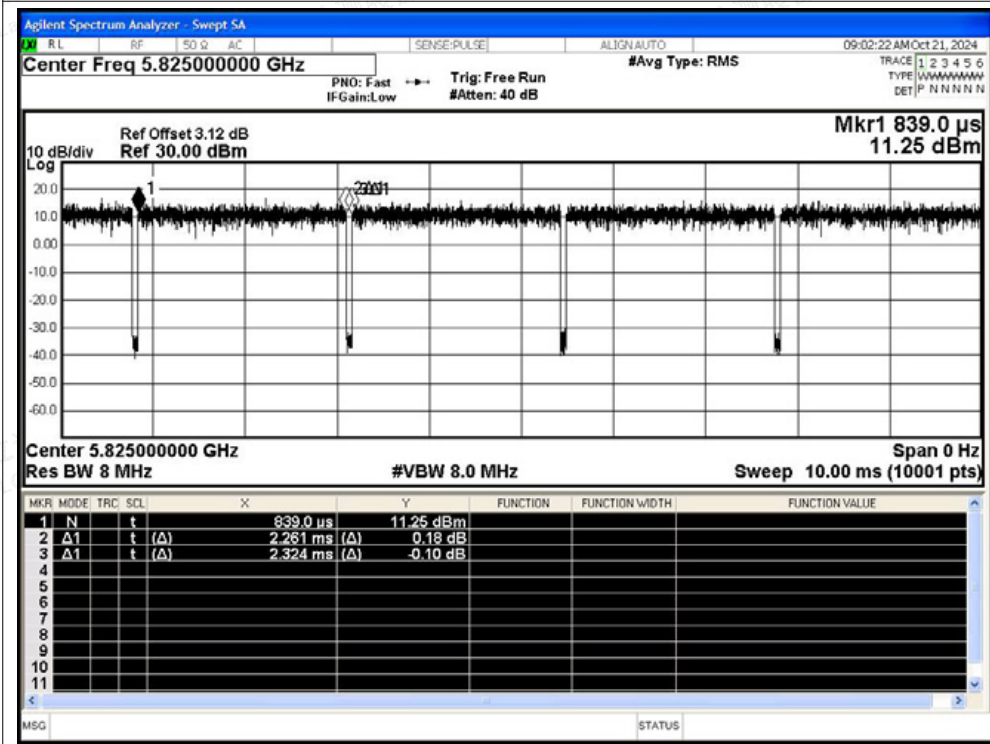 Agilent Spectrum Analyzer - Swept SA
LXI RL RF 50 Ω AC SENSE:PULSE ALIGN AUTO 09:02:22 AM Oct 21, 2024
Center Freq 5.825000000 GHz #Avg Type: RMS TRACE 1 2 3 4 5 6
PNO: Fast Trig: Free Run TYPE WWWWWW
IFGain:Low #Atten: 40 dB DET P N N N N N
Mkr1 839.0 µs
Ref Offset 3.12 dB
10 dB/div Ref 30.00 dBm 11.25 dBm
Log
20.0
10.0
0.00
-10.0
-20.0
-30.0
-40.0
-50.0
-60.0
1
Center 5.825000000 GHz Span 0 Hz
Res BW 8 MHz #VBW 8.0 MHz Sweep 10.00 ms (10001 pts)
MKR MODE TRC SCL X Y FUNCTION FUNCTION WIDTH FUNCTION VALUE
1 N t 839.0 µs 11.25 dBm
2 Δ1 t (Δ) 2.261 ms (Δ) 0.18 dB
3 Δ1 t (Δ) 2.324 ms (Δ) -0.10 dB
4
5
6
7
8
9
10
11
MSG STATUS